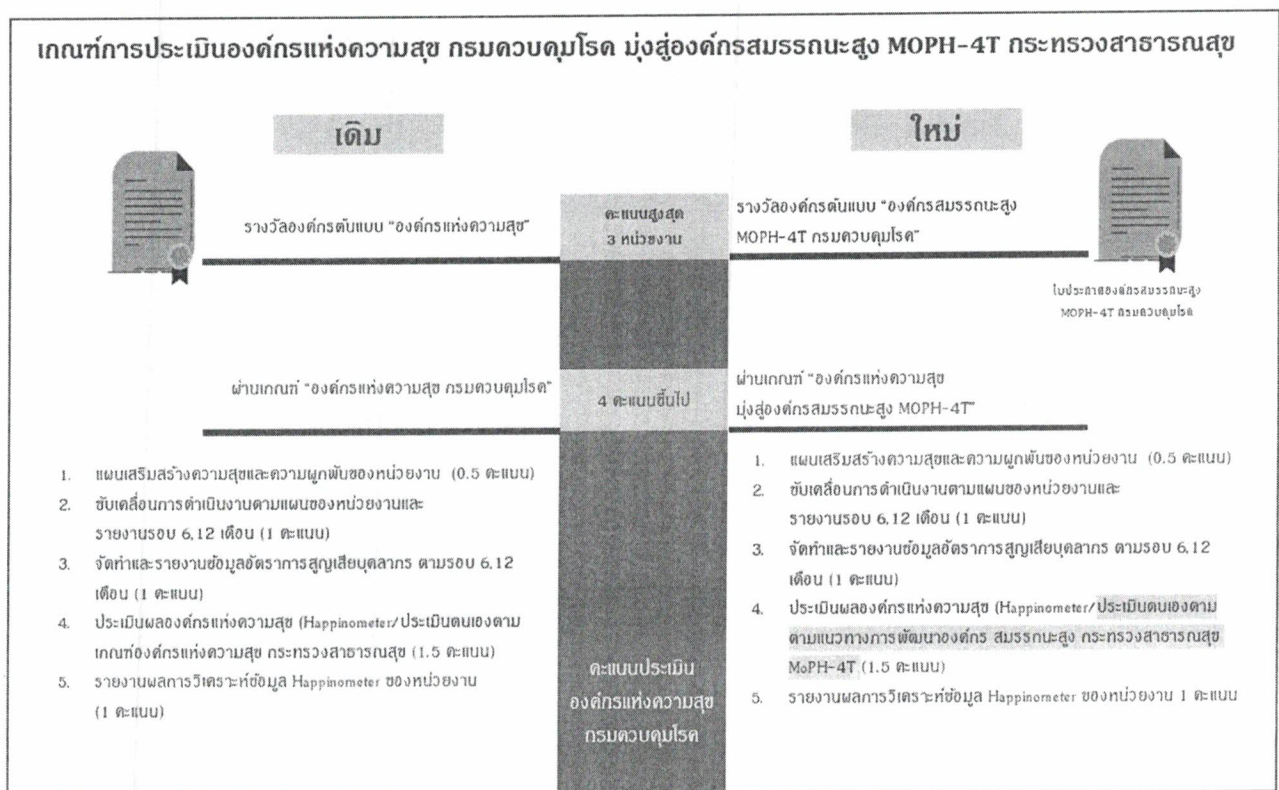 เกณฑ์การประเมินองค์กรแห่งความสุข กรมควบคุมโรค มุ่งสู่องค์กรสมรรถนะสูง MOPH-4T กระทรวงสาธารณสุข
เดิม
ใหม่
รางวัลองค์กรต้นแบบ "องค์กรแห่งความสุข"
คะแนนสูงสุด
3 หน่วยงาน
รางวัลองค์กรต้นแบบ "องค์กรสมรรถนะสูง
MOPH-4T กรมควบคุมโรค"
ใบประกาศองค์กรสมรรถนะสูง
MOPH-4T กรมควบคุมโรค
ผ่านเกณฑ์ "องค์กรแห่งความสุข กรมควบคุมโรค"
4 คะแนนขึ้นไป
ผ่านเกณฑ์ "องค์กรแห่งความสุข
มุ่งสู่องค์กรสมรรถนะสูง MOPH-4T"
1. แผนเสริมสร้างความสุขและความผูกพันของหน่วยงาน (0.5 คะแนน)
2. ขับเคลื่อนการดำเนินงานตามแผนของหน่วยงานและ
รายงานรอบ 6,12 เดือน (1 คะแนน)
3. จัดทำและรายงานข้อมูลอัตราการสูญเสียบุคลากร ตามรอบ 6,12
เดือน (1 คะแนน)
4. ประเมินผลองค์กรแห่งความสุข (Happinometer/ประเมินตนเองตาม
เกณฑ์องค์กรแห่งความสุข กระทรวงสาธารณสุข (1.5 คะแนน)
5. รายงานผลการวิเคราะห์ข้อมูล Happinometer ของหน่วยงาน
(1 คะแนน)
คะแนนประเมิน
องค์กรแห่งความสุข
กรมควบคุมโรค
1. แผนเสริมสร้างความสุขและความผูกพันของหน่วยงาน (0.5 คะแนน)
2. ขับเคลื่อนการดำเนินงานตามแผนของหน่วยงานและ
รายงานรอบ 6,12 เดือน (1 คะแนน)
3. จัดทำและรายงานข้อมูลอัตราการสูญเสียบุคลากร ตามรอบ 6,12
เดือน (1 คะแนน)
4. ประเมินผลองค์กรแห่งความสุข (Happinometer/ประเมินตนเองตาม
ตามแนวทางการพัฒนาองค์กร สมรรถนะสูง กระทรวงสาธารณสุข
MoPH-4T (1.5 คะแนน)
5. รายงานผลการวิเคราะห์ข้อมูล Happinometer ของหน่วยงาน 1 คะแนน